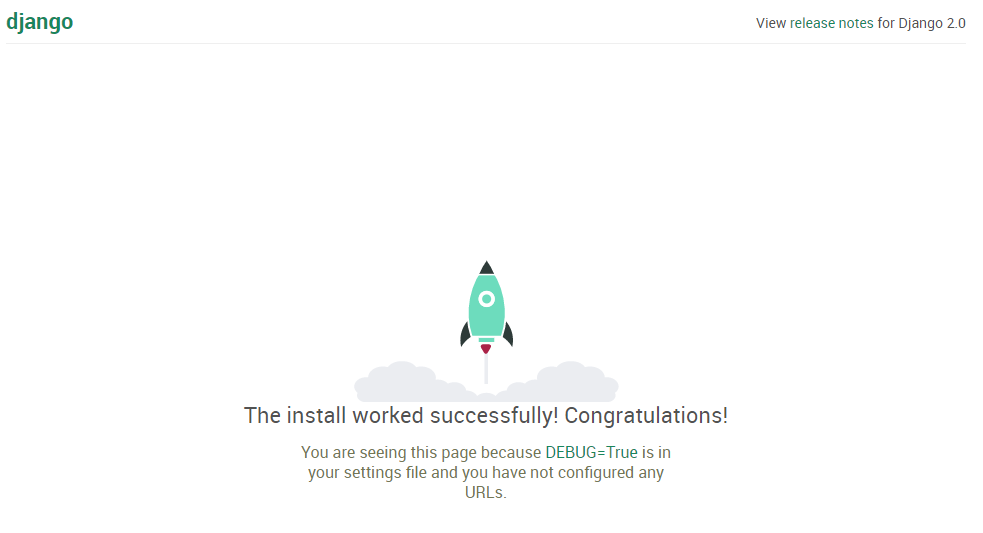 django
View release notes for Django 2.0
The install worked successfully! Congratulations!
You are seeing this page because DEBUG=True is in
your settings file and you have not configured any
URLs.